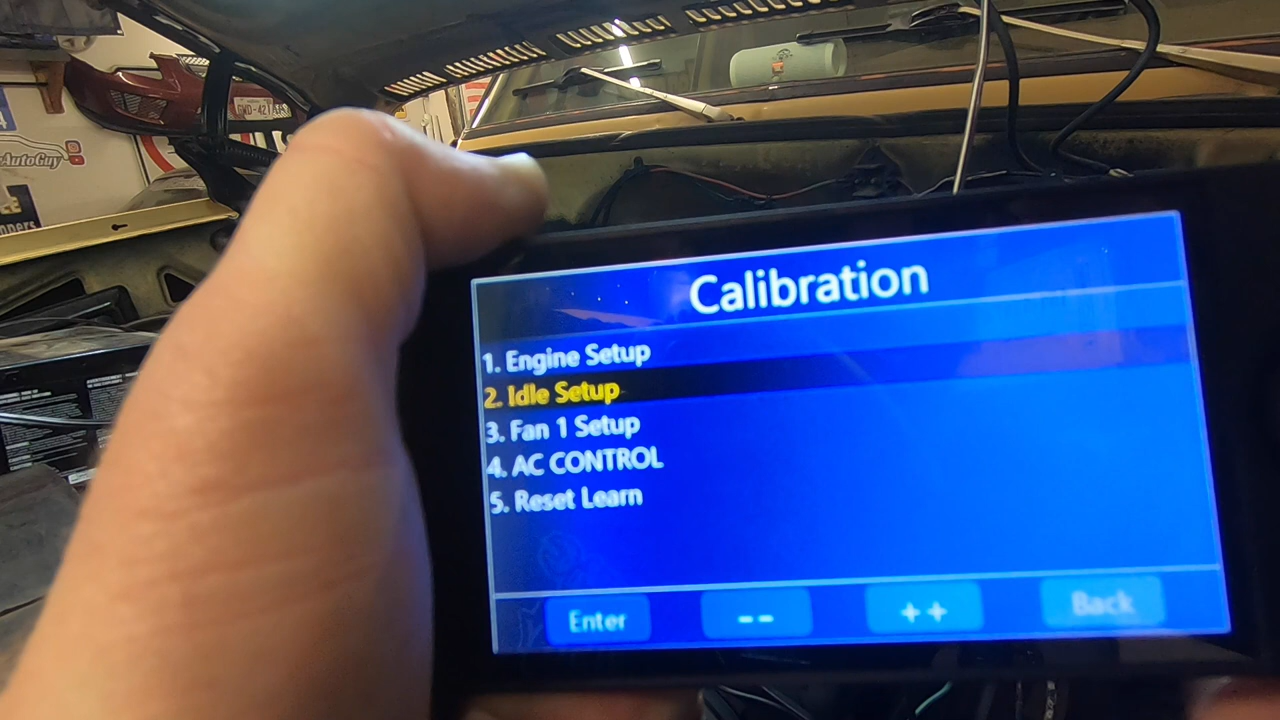 AutoGuy
Calibration
1. Engine Setup
2. Idle Setup
3. Fan 1 Setup
4. AC CONTROL
5. Reset Learn
Enter
--
++
Back